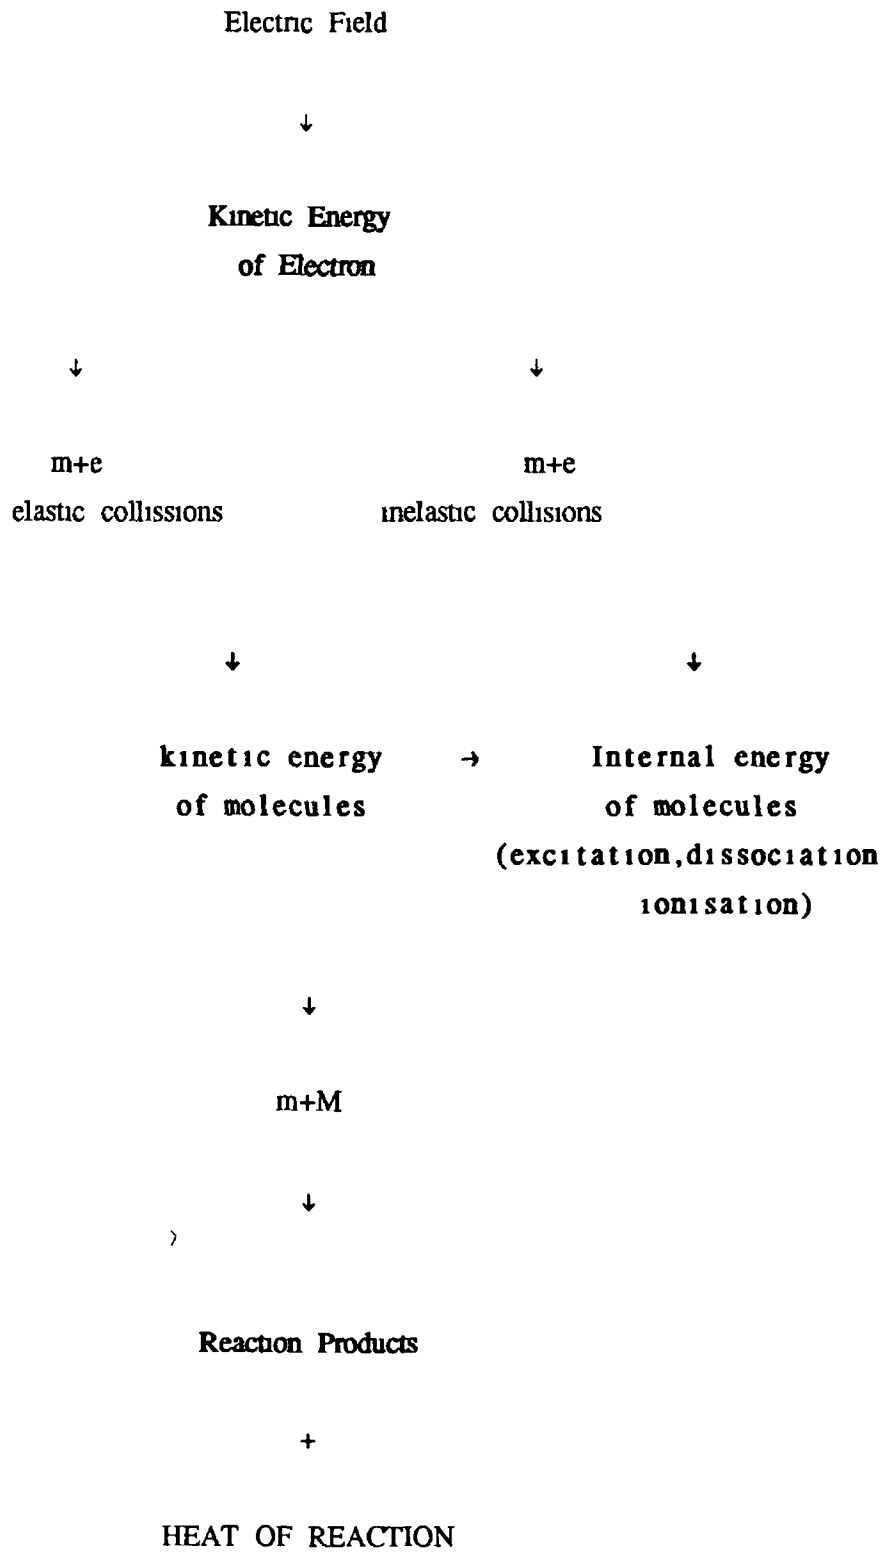 Electric Field
↓
Kinetic Energy
of Electron
↓ ↓
m+e m+e
elastic collissions inelastic collisions
↓ ↓
kinetic energy → Internal energy
of molecules of molecules
(excitation,dissociation
ionisation)
↓
m+M
↓
Reaction Products
+
HEAT OF REACTION